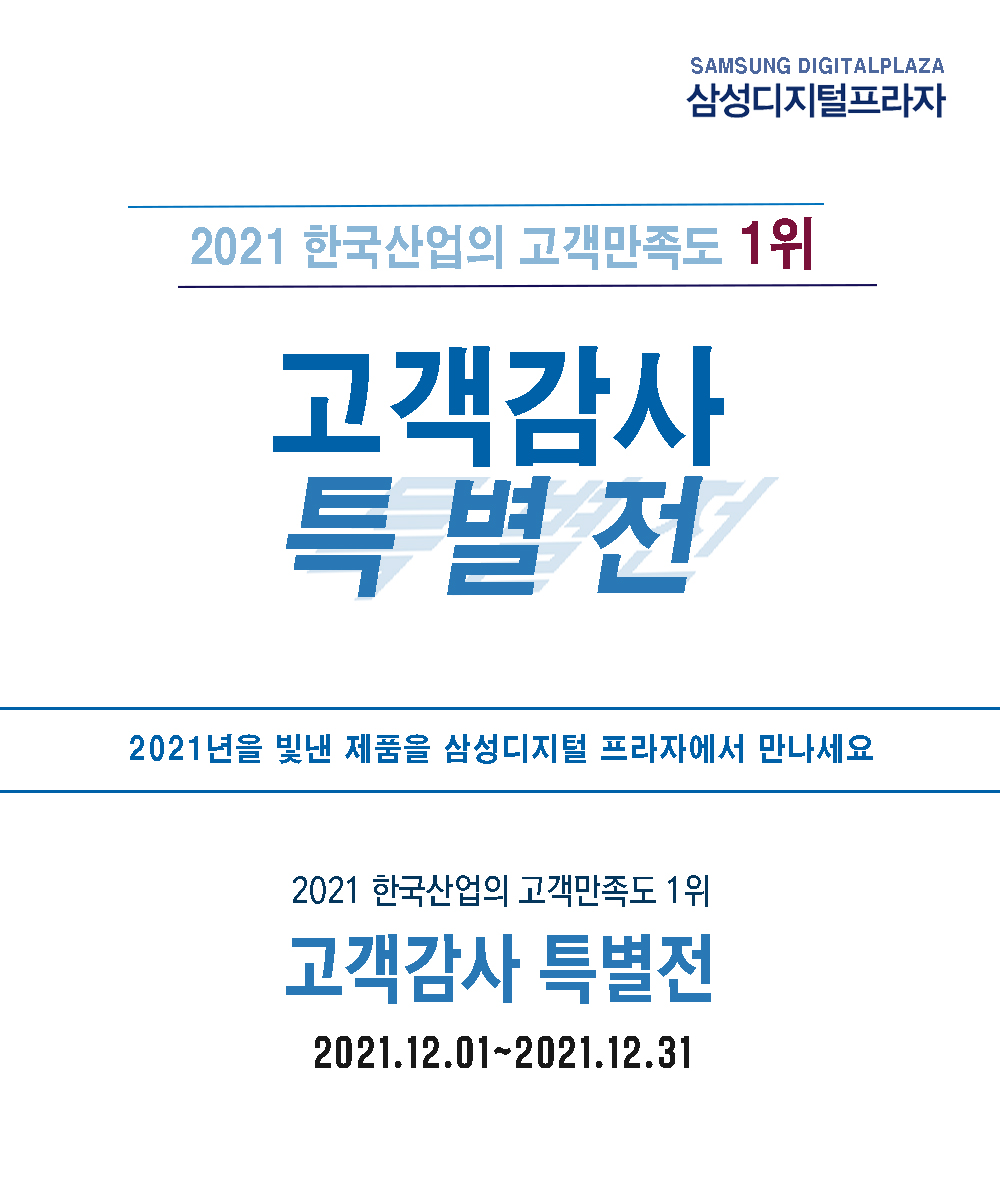 SAMSUNG DIGITALPLAZA
삼성디지털프라자
2021 한국산업의 고객만족도 1위
고객감사
특별전
2021년을 빛낸 제품을 삼성디지털 프라자에서 만나세요
2021 한국산업의 고객만족도 1위
고객감사 특별전
2021.12.01~2021.12.31